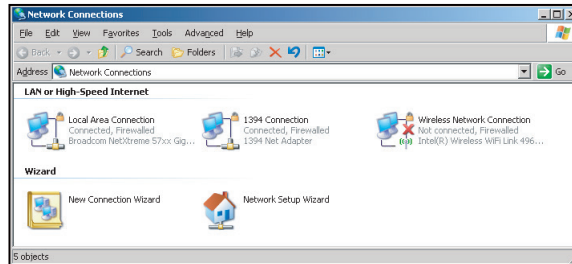 Network Connections
File Edit View Favorites Tools Advanced Help
Back Search Folders
Address Network Connections Go
LAN or High-Speed Internet
Local Area Connection
Connected, Firewalled
Broadcom NetXtreme 57xx Gig...
1394 Connection
Connected, Firewalled
1394 Net Adapter
Wireless Network Connection
Not connected, Firewalled
Intel(R) Wireless WiFi Link 496...
Wizard
New Connection Wizard
Network Setup Wizard
5 objects